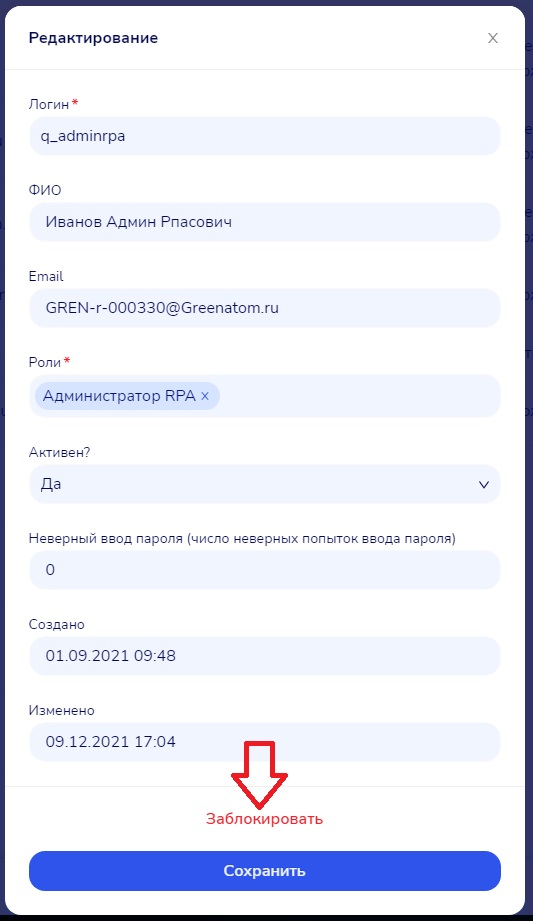 Редактирование
Логин *
q_adminrpa
ФИО
Иванов Админ Рпасович
Email
GREN-r-000330@Greenatom.ru
Роли *
Администратор RPA ×
Активен?
Да
Неверный ввод пароля (число неверных попыток ввода пароля)
0
Создано
01.09.2021 09:48
Изменено
09.12.2021 17:04
Заблокировать
Сохранить